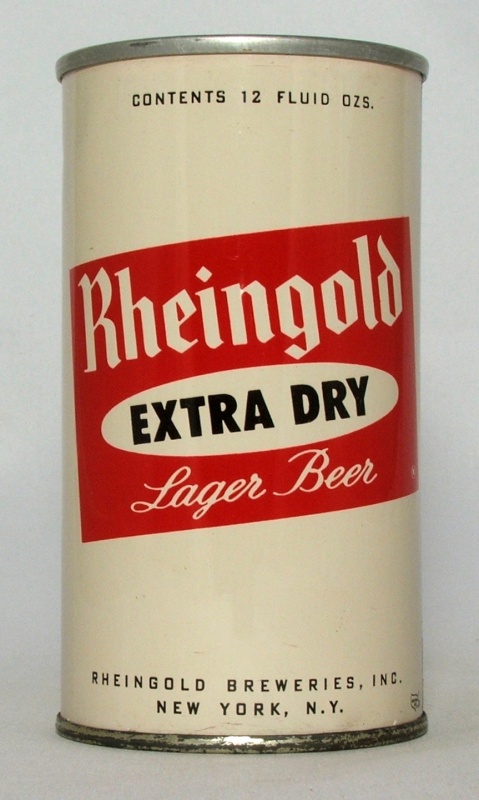 CONTENTS 12 FLUID OZS.
Rheingold
EXTRA DRY
Lager Beer
RHEINGOLD BREWERIES, INC.
NEW YORK, N.Y.